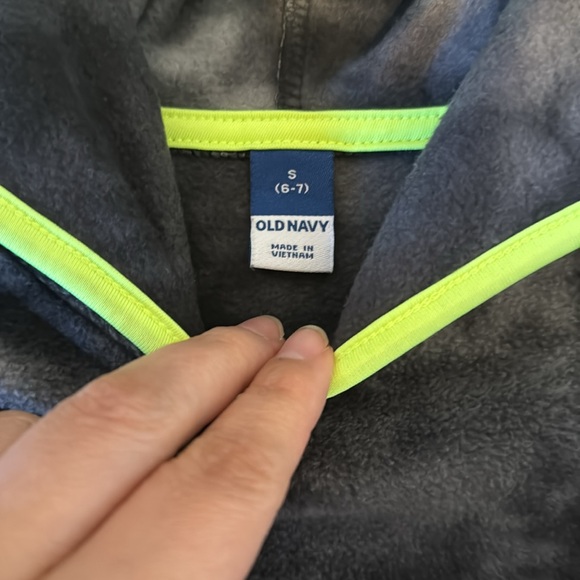 S
(6-7)
OLD NAVY
MADE IN
VIETNAM